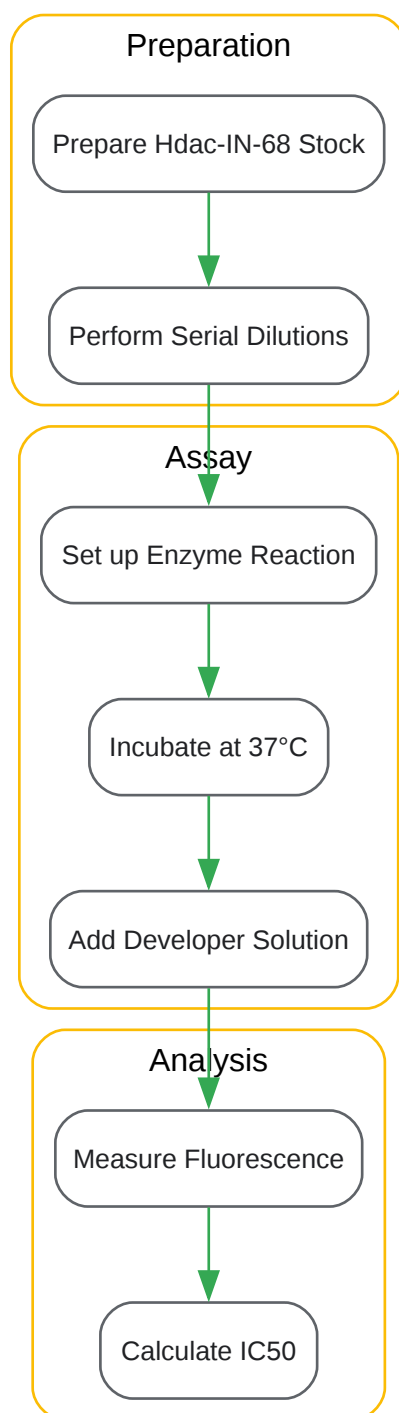 Preparation
Prepare Hdac-IN-68 Stock
Perform Serial Dilutions
Assay
Set up Enzyme Reaction
Incubate at 37°C
Add Developer Solution
Analysis
Measure Fluorescence
Calculate IC50